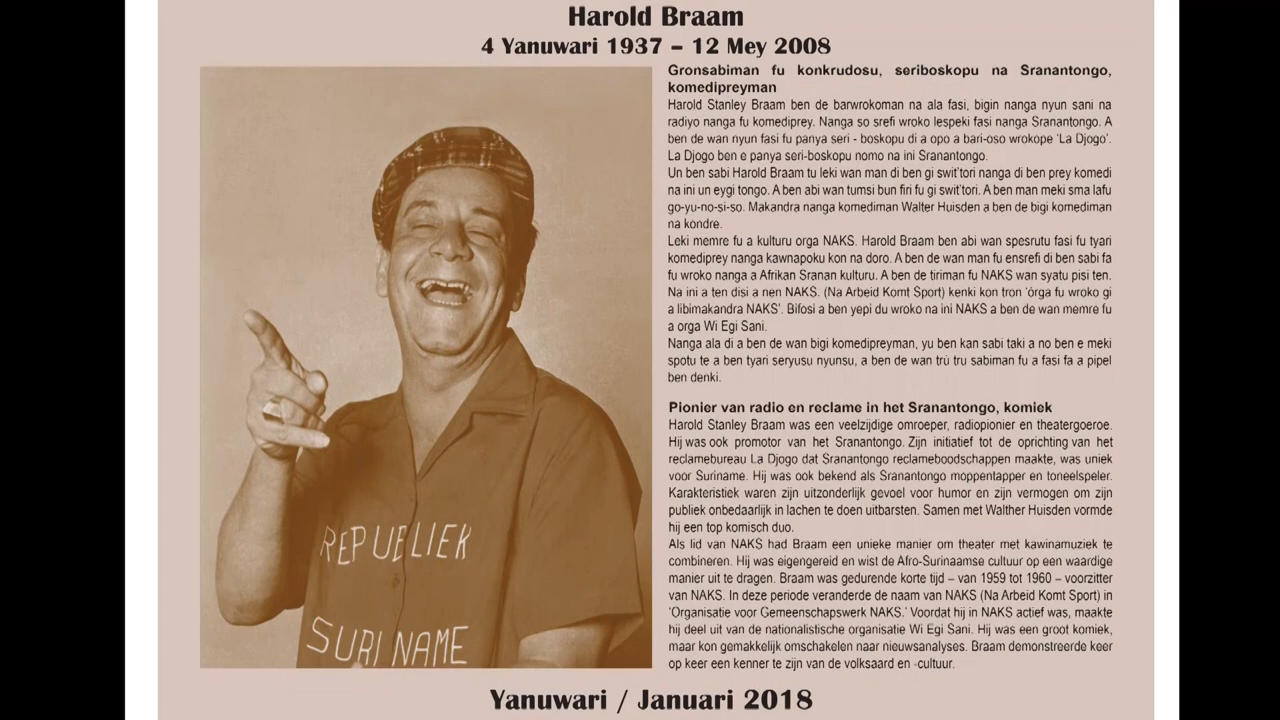 Harold Braam
4 Yanuwari 1937 – 12 Mey 2008
Gronsabiman fu konkrudosu, seriboskopu na Sranantongo,
komedipreyman
Harold Stanley Braam ben de barwrokoman na ala fasi, bigin nanga nyun sani na
radiyo nanga fu komediprey. Nanga so srefi wroko lespeki fasi nanga Sranantongo. A
ben de wan nyun fasi fu panya seri - boskopu di a opo a bari-oso wrokope ‘La Djogo’.
La Djogo ben e panya seri-boskopu nomo na ini Sranantongo.
Un ben sabi Harold Braam tu leki wan man di ben gi swit’tori nanga di ben prey komedi
na ini un eygi tongo. A ben abi wan tumsi bun firi fu gi swit’tori. A ben man meki sma lafu
go-yu-no-si-so. Makandra nanga komediman Walter Huisden a ben de bigi komediman
na kondre.
Leki memre fu a kulturu orga NAKS. Harold Braam ben abi wan spesrutu fasi fu tyari
komediprey nanga kawnapoku kon na doro. A ben de wan man fu ensrefi di ben sabi fa
fu wroko nanga a Afrikan Sranan kulturu. A ben de tiriman fu NAKS wan syatu pisi ten.
Na ini a ten disi a nen NAKS. (Na Arbeid Komt Sport) kenki kon tron ‘órga fu wroko gi
a libimakandra NAKS’. Bifosi a ben yepi du wroko na ini NAKS a ben de wan memre fu
a orga Wi Egi Sani.
Nanga ala di a ben de wan bigi komedipreyman, yu ben kan sabi taki a no ben e meki
spotu te a ben tyari seryusu nyunsu, a ben de wan trú tru sabiman fu a fasi fa a pipel
ben denki.
Pionier van radio en reclame in het Sranantongo, komiek
Harold Stanley Braam was een veelzijdige omroeper, radiopionier en theatergoeroe.
Hij was ook promotor van het Sranantongo. Zijn initiatief tot de oprichting van het
reclamebureau La Djogo dat Sranantongo reclameboodschappen maakte, was uniek
voor Suriname. Hij was ook bekend als Sranantongo moppentapper en toneelspeler.
Karakteristiek waren zijn uitzonderlijk gevoel voor humor en zijn vermogen om zijn
publiek onbedaarlijk in lachen te doen uitbarsten. Samen met Walther Huisden vormde
hij een top komisch duo.
Als lid van NAKS had Braam een unieke manier om theater met kawinamuziek te
combineren. Hij was eigengereid en wist de Afro-Surinaamse cultuur op een waardige
manier uit te dragen. Braam was gedurende korte tijd – van 1959 tot 1960 – voorzitter
van NAKS. In deze periode veranderde de naam van NAKS (Na Arbeid Komt Sport) in
‘Organisatie voor Gemeenschapswerk NAKS.’ Voordat hij in NAKS actief was, maakte
hij deel uit van de nationalistische organisatie Wi Egi Sani. Hij was een groot komiek,
maar kon gemakkelijk omschakelen naar nieuwsanalyses. Braam demonstreerde keer
op keer een kenner te zijn van de volksaard en -cultuur.
REPUBLIEK
SURINAME
Yanuwari / Januari 2018